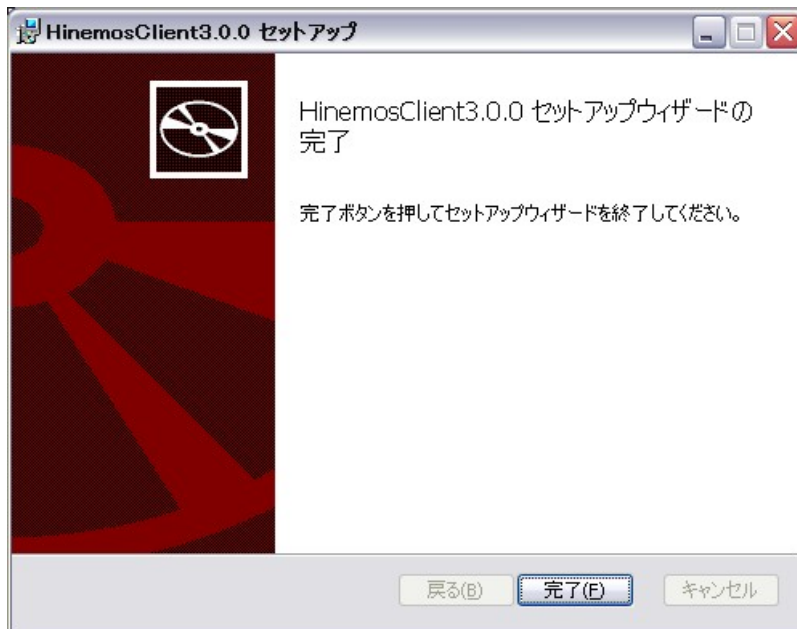 HinemosClient3.0.0 セットアップ
HinemosClient3.0.0 セットアップウィザードの
完了
完了ボタンを押してセットアップウィザードを終了してください。
戻る(B)
完了(F)
キャンセル